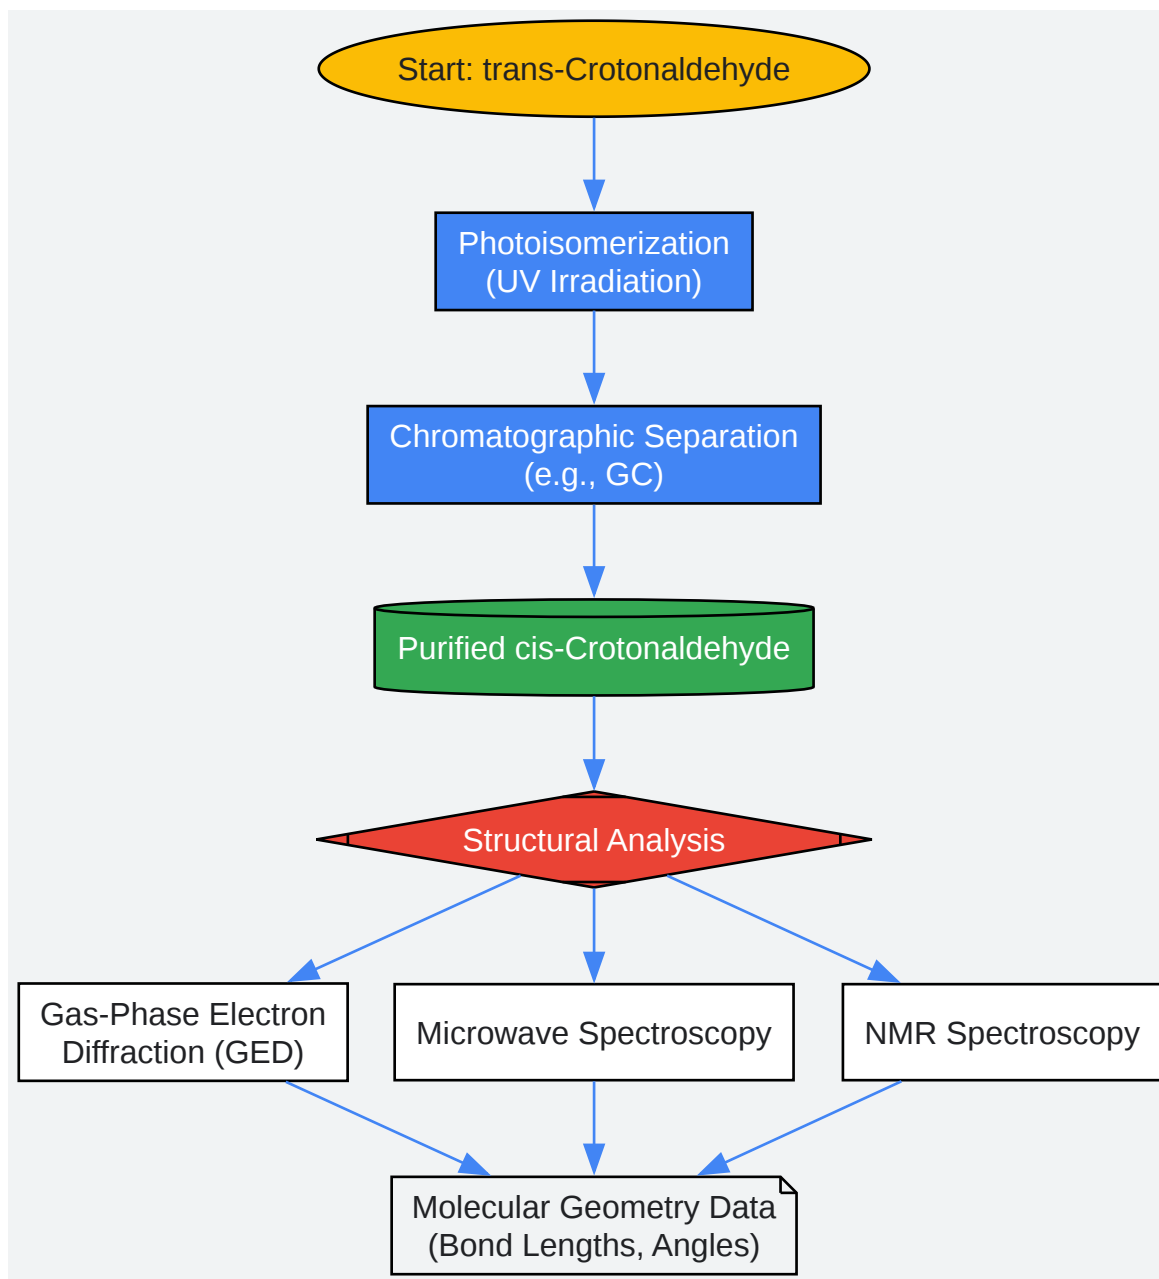 Start: trans-Crotonaldehyde
Photoisomerization
(UV Irradiation)
Chromatographic Separation
(e.g., GC)
Purified cis-Crotonaldehyde
Structural Analysis
Gas-Phase Electron
Diffraction (GED)
Microwave Spectroscopy
NMR Spectroscopy
Molecular Geometry Data
(Bond Lengths, Angles)